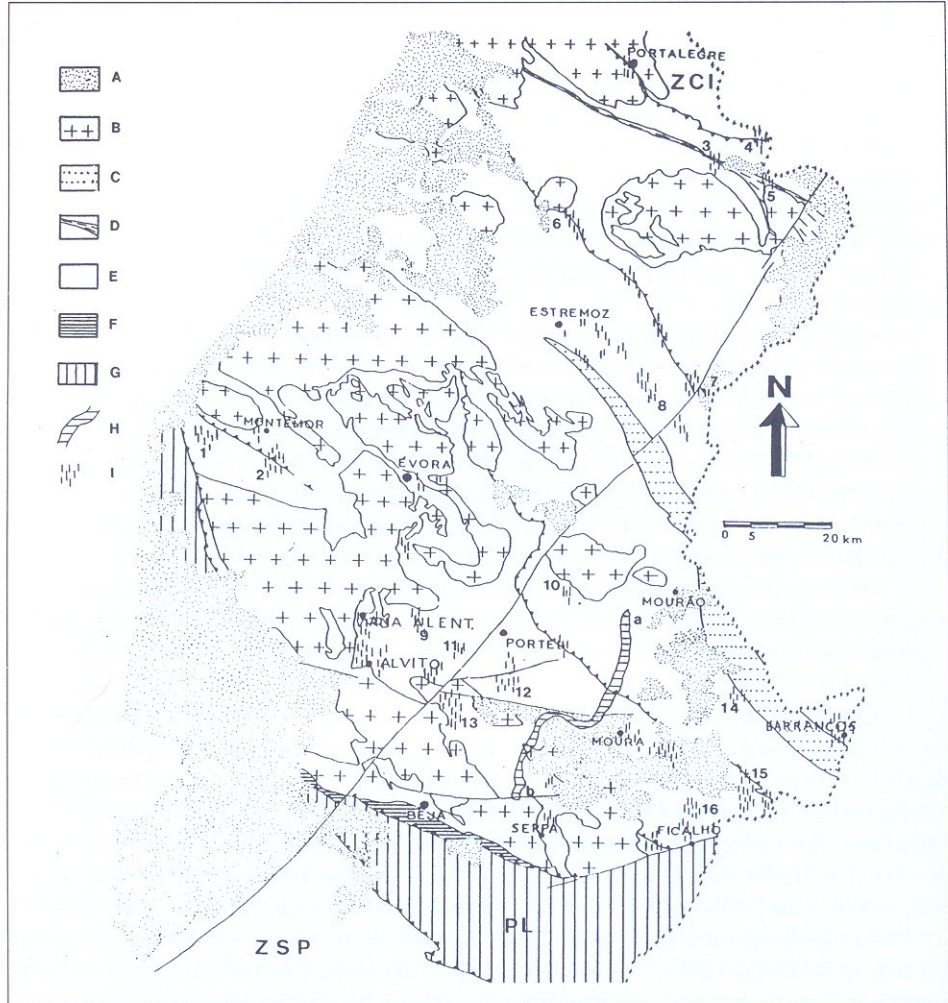 A
B
C
D
E
F
G
H
I
PORTALEGRE
ZCI
3
4
5
6
ESTREMOZ
7
8
N
MONTEMOR
1
2
ÉVORA
0 5 20 km
10
MOURÃO
a
ALENT.
9
11
PORTEL
ALVITO
12
13
14
MOURA
BARRANCOS
15
b
16
BEJA
SERPA
FICALHO
PL
ZSP